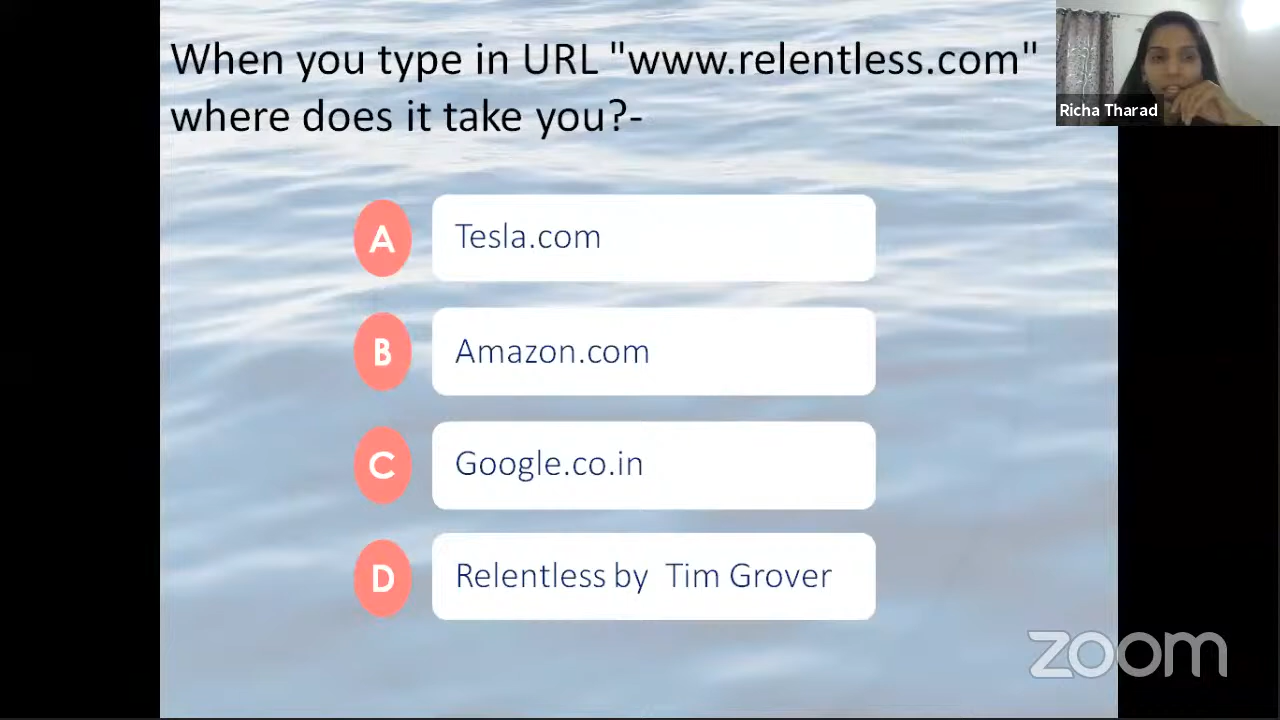 When you type in URL "www.relentless.com"
where does it take you?-
Richa Tharad
A
Tesla.com
B
Amazon.com
C
Google.co.in
D
Relentless by  Tim Grover
zoom